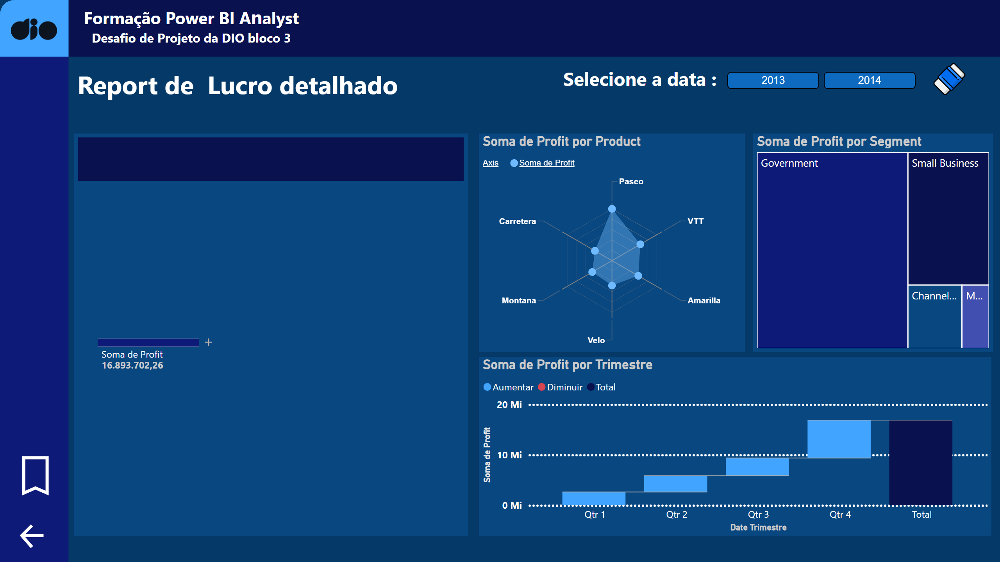 dio
Formação Power BI Analyst
Desafio de Projeto da DIO bloco 3
Report de Lucro detalhado
Selecione a data :
2013
2014
Soma de Profit
16.893.702,26
Soma de Profit por Product
Axis
Soma de Profit
Paseo
Carretera
VTT
Montana
Amarilla
Velo
Soma de Profit por Segment
Government
Small Business
Channel...
M...
Soma de Profit por Trimestre
Aumentar
Diminuir
Total
20 Mi
10 Mi
0 Mi
Soma de Profit
Qtr 1
Qtr 2
Qtr 3
Qtr 4
Total
Date Trimestre